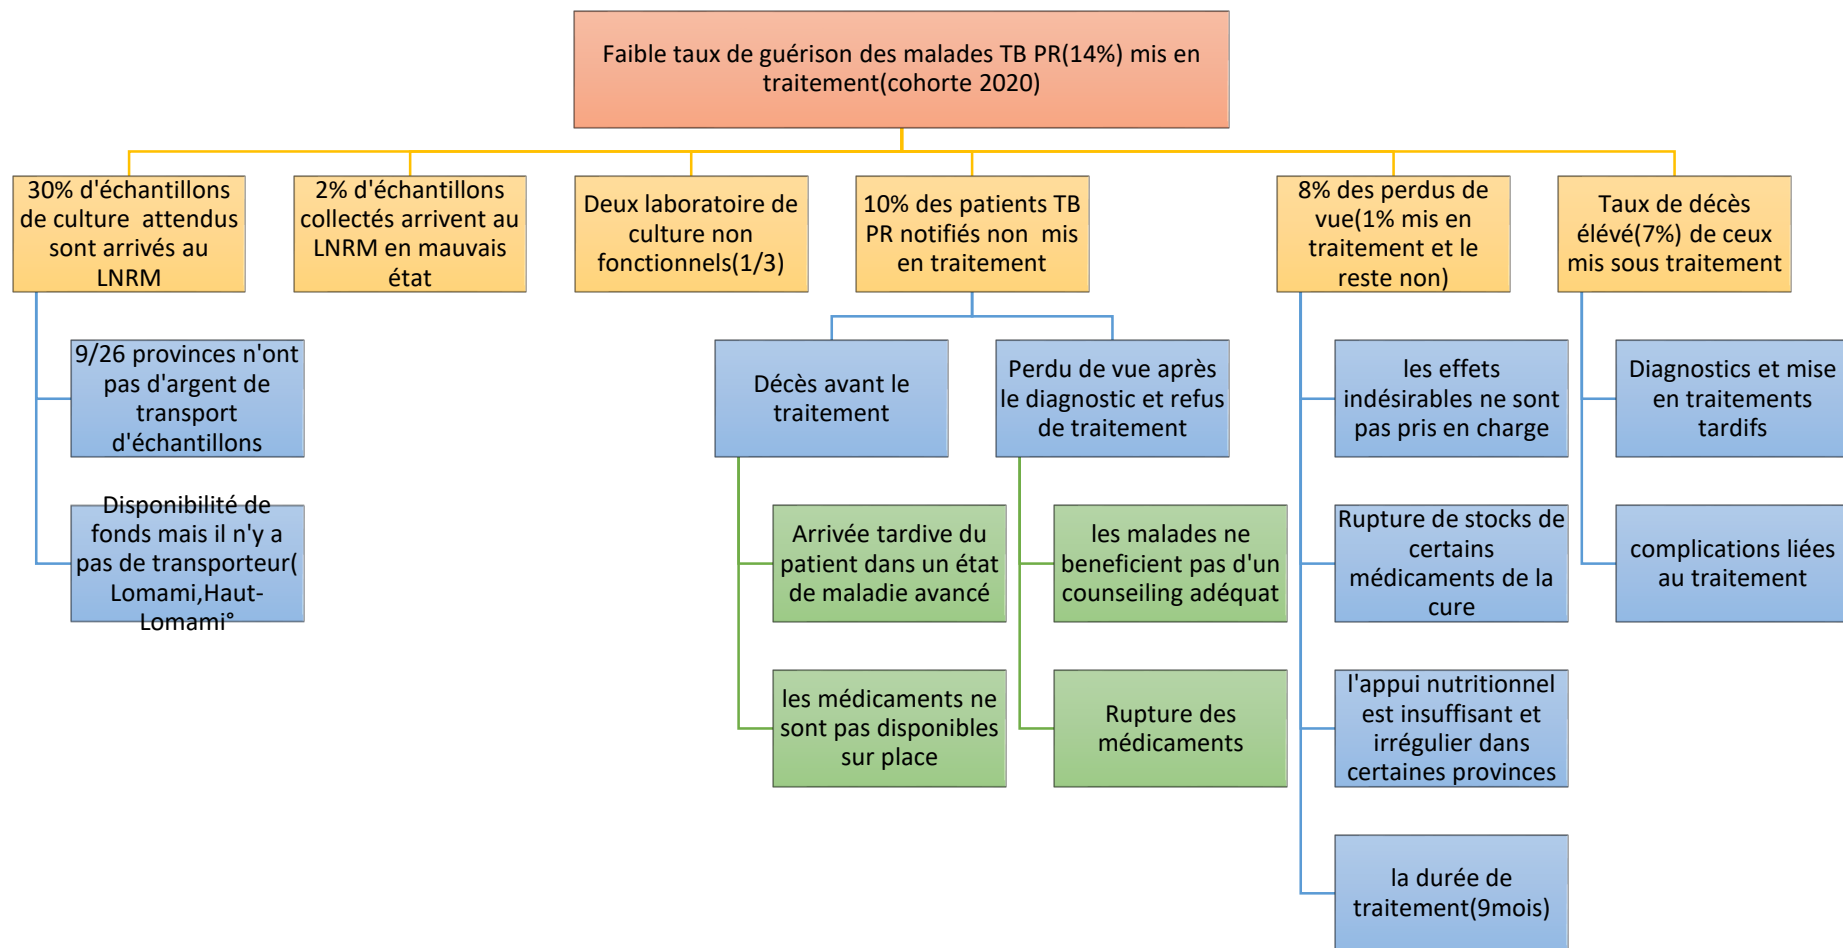 Faible taux de guérison des malades TB PR(14%) mis en
traitement(cohorte 2020)
30% d'échantillons
de culture attendus
sont arrivés au
LNRM
2% d'échantillons
collectés arrivent au
LNRM en mauvais
état
Deux laboratoire de
culture non
fonctionnels(1/3)
10% des patients TB
PR notifiés non mis
en traitement
8% des perdus de
vue(1% mis en
traitement et le
reste non)
Taux de décès
élévé(7%) de ceux
mis sous traitement
9/26 provinces n'ont
pas d'argent de
transport
d'échantillons
Disponibilité de
fonds mais il n'y a
pas de transporteur(
Lomami,Haut-
Lomami°
Décès avant le
traitement
Arrivée tardive du
patient dans un état
de maladie avancé
les médicaments ne
sont pas disponibles
sur place
Perdu de vue après
le diagnostic et refus
de traitement
les malades ne
beneficient pas d'un
counseiling adéquat
Rupture des
médicaments
les effets
indésirables ne sont
pas pris en charge
Rupture de stocks de
certains
médicaments de la
cure
l'appui nutritionnel
est insuffisant et
irrégulier dans
certaines provinces
la durée de
traitement(9mois)
Diagnostics et mise
en traitements
tardifs
complications liées
au traitement